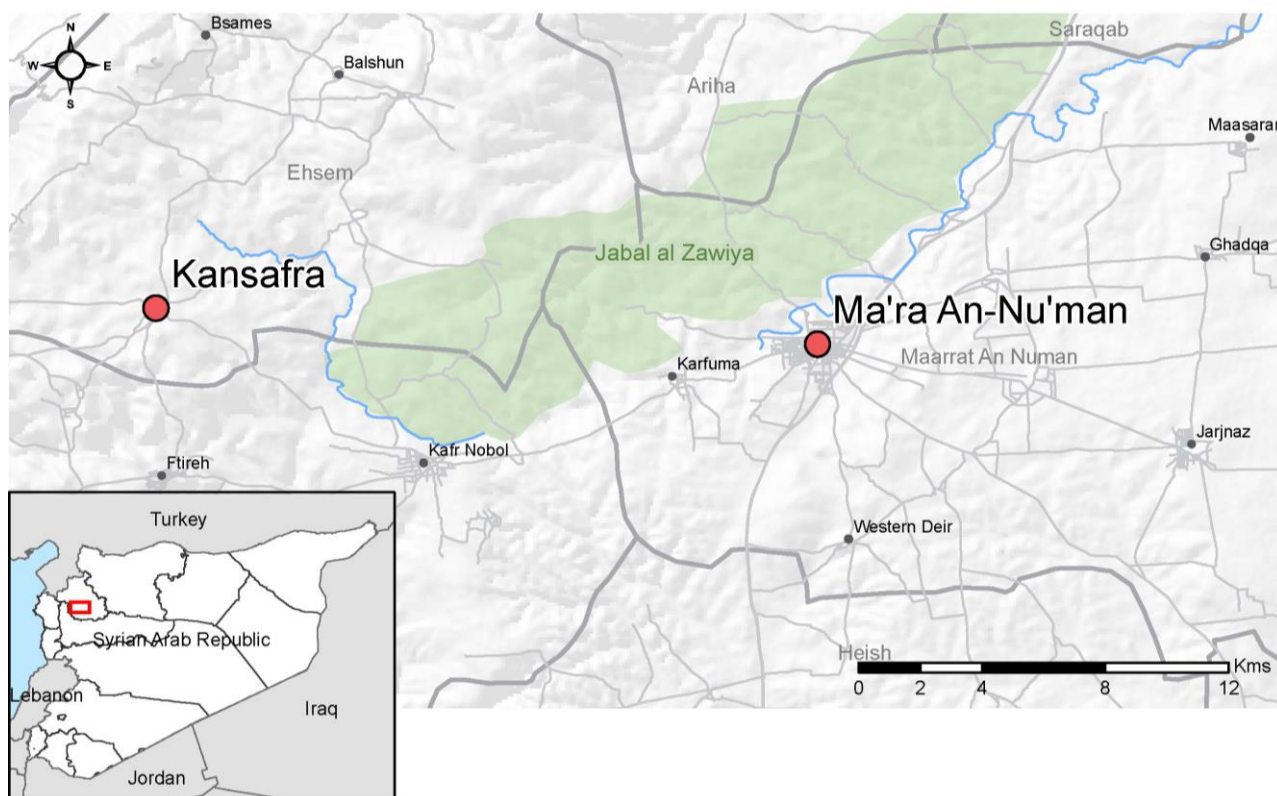 N
Bsames
Saraqab
W E
Balshun
Ariha
S
Maasaran
Ehsem
Jabal al Zawiya
Ghadqa
Kansafra
Ma'ra An-Nu'man
Maarrat An Numan
Karfuma
Jarjnaz
Kafr Nobol
Ftireh
Western Deir
Heish
Kms
0 2 4 8 12
Turkey
Syrian Arab Republic
Lebanon
Iraq
Jordan